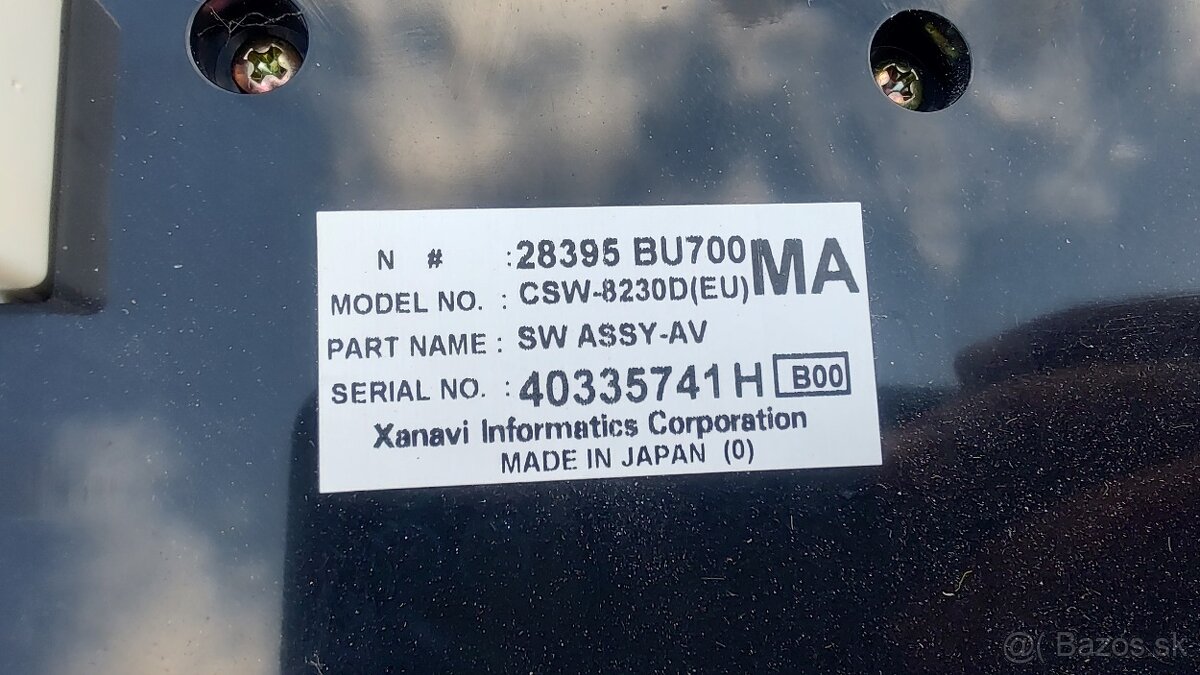 N # :28395 BU700 MA
MODEL NO. : CSW-8230D(EU)
PART NAME : SW ASSY-AV
SERIAL NO. : 40335741 H B00
Xanavi Informatics Corporation
MADE IN JAPAN (0)
@( Bazos.sk